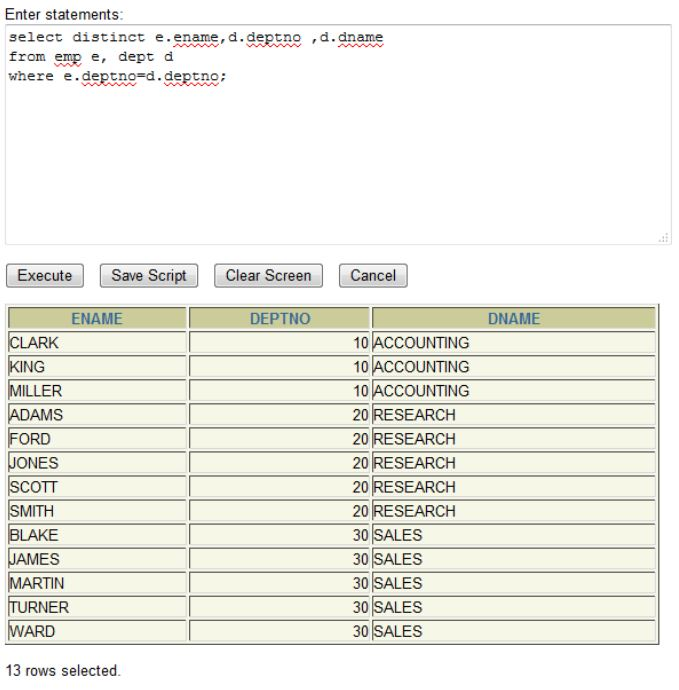 Enter statements:
select distinct e.ename,d.deptno ,d.dname
from emp e, dept d
where e.deptno=d.deptno;
Execute Save Script Clear Screen Cancel
ENAME DEPTNO DNAME
CLARK 10 ACCOUNTING
KING 10 ACCOUNTING
MILLER 10 ACCOUNTING
ADAMS 20 RESEARCH
FORD 20 RESEARCH
JONES 20 RESEARCH
SCOTT 20 RESEARCH
SMITH 20 RESEARCH
BLAKE 30 SALES
JAMES 30 SALES
MARTIN 30 SALES
TURNER 30 SALES
WARD 30 SALES
13 rows selected.